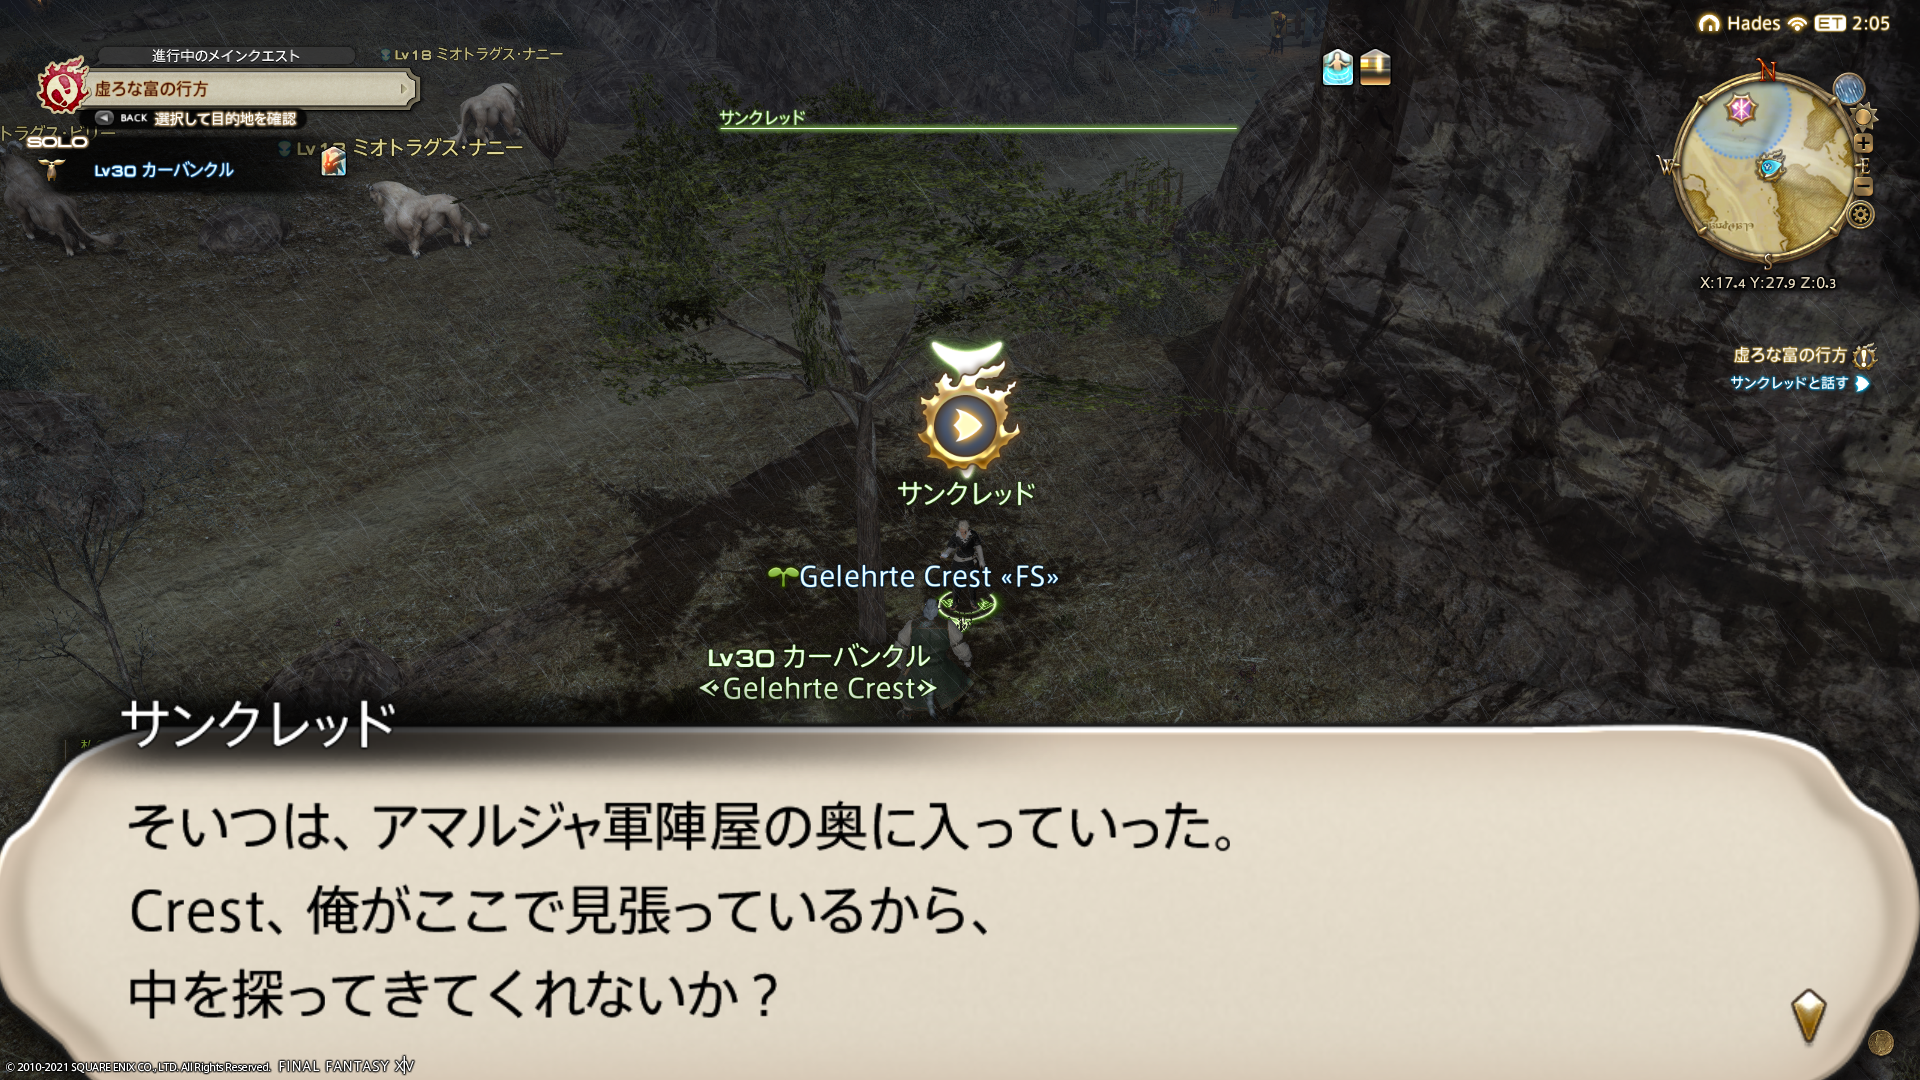 進行中のメインクエスト
虚ろな富の行方
BACK 選択して目的地を確認
Lv18 ミオトラグス・ナニー
トラグス・ビリー
SOLO
Lv30 カーバンクル
ミオトラグス・ナニー
サンクレッド
Hades ET 2:05
N
W
E
S
X:17.4 Y:27.9 Z:0.3
虚ろな富の行方
サンクレッドと話す
サンクレッド
Gelehrte Crest «FS»
Lv30 カーバンクル
Gelehrte Crest
サンクレッド
そいつは、アマルジャ軍陣屋の奥に入っていった。
Crest、俺がここで見張っているから、
中を探ってきてくれないか？
© 2010-2021 SQUARE ENIX CO., LTD. All Rights Reserved. FINAL FANTASY XIV